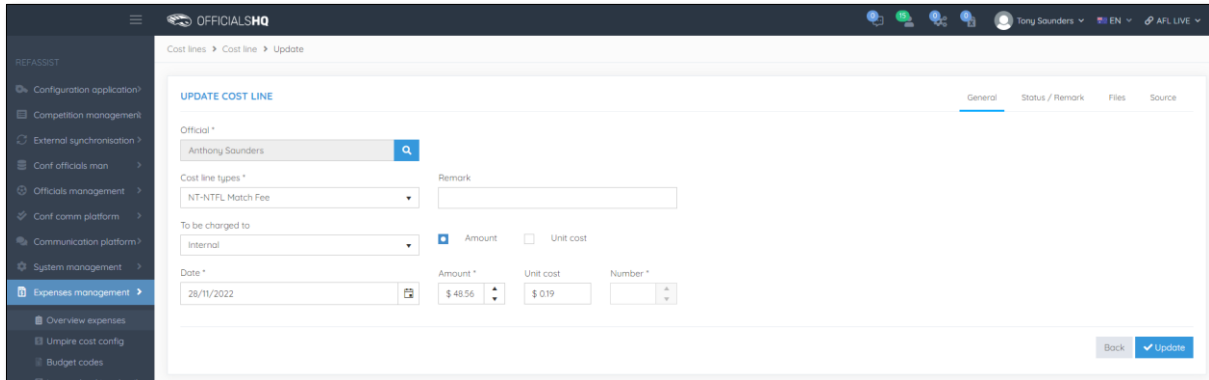 OFFICIALSHQ
0
15
0
0
Tony Saunders
EN
AFL LIVE
Cost lines > Cost line > Update
REFASSIST
Configuration application
Competition management
External synchronisation
Conf officials man
Officials management
Conf comm platform
Communication platform
System management
Expenses management
Overview expenses
Umpire cost config
Budget codes
UPDATE COST LINE
General
Status / Remark
Files
Source
Official *
Anthony Saunders
Cost line types *
Remark
NT-NTFL Match Fee
To be charged to
Internal
Amount
Unit cost
Date *
Amount *
Unit cost
Number *
28/11/2022
$ 48.56
$ 0.19
Back
Update